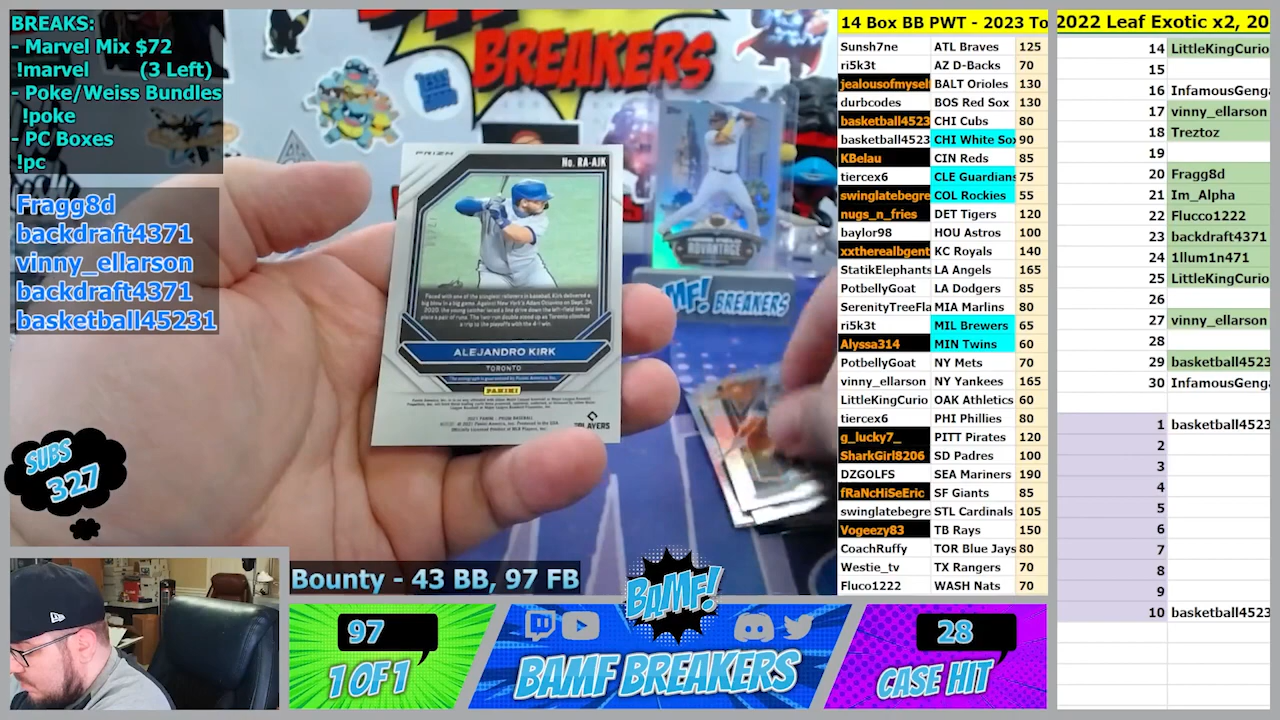 BREAKS:
- Marvel Mix $72
!marvel (3 Left)
- Poke/Weiss Bundles
!poke
- PC Boxes
!pc
Fragg8d
backdraft4371
vinny_ellarson
backdraft4371
basketball45231
SUBS
327
BREAKERS
PRIZM
No. RA-AJK
ALEJANDRO KIRK
TORONTO
PANINI
PLAYERS
ADVANTAGE
BAMF! BREAKERS
Bounty - 43 BB, 97 FB
97
1 OF 1
BAMF!
BAMF BREAKERS
28
CASE HIT
14 Box BB PWT - 2023 To
Sunsh7ne ATL Braves 125
ri5k3t AZ D-Backs 70
jealousofmysel BALT Orioles 130
durbcodes BOS Red Sox 130
basketball4523 CHI Cubs 80
basketball4523 CHI White Sox 90
KBelau CIN Reds 85
tiercex6 CLE Guardians 75
swinglatebegre COL Rockies 55
nugs_n_fries DET Tigers 120
baylor98 HOU Astros 100
xxtherealbgent KC Royals 140
StatikElephants LA Angels 165
PotbellyGoat LA Dodgers 85
SerenityTreeFla MIA Marlins 80
ri5k3t MIL Brewers 65
Alyssa314 MIN Twins 60
PotbellyGoat NY Mets 70
vinny_ellarson NY Yankees 165
LittleKingCurio OAK Athletics 60
tiercex6 PHI Phillies 80
g_lucky7_ PITT Pirates 120
SharkGirl8206 SD Padres 100
DZGOLFS SEA Mariners 190
fRaNcHiSeEric SF Giants 85
swinglatebegre STL Cardinals 105
Vogeezy83 TB Rays 150
CoachRuffy TOR Blue Jays 80
Westie_tv TX Rangers 70
Fluco1222 WASH Nats 70
2022 Leaf Exotic x2, 20
14 LittleKingCurio
15
16 InfamousGenga
17 vinny_ellarson
18 Treztoz
19
20 Fragg8d
21 Im_Alpha
22 Flucco1222
23 backdraft4371
24 1llum1n471
25 LittleKingCurio
26
27 vinny_ellarson
28
29 basketball4523
30 InfamousGenga
1 basketball4523
2
3
4
5
6
7
8
9
10 basketball4523